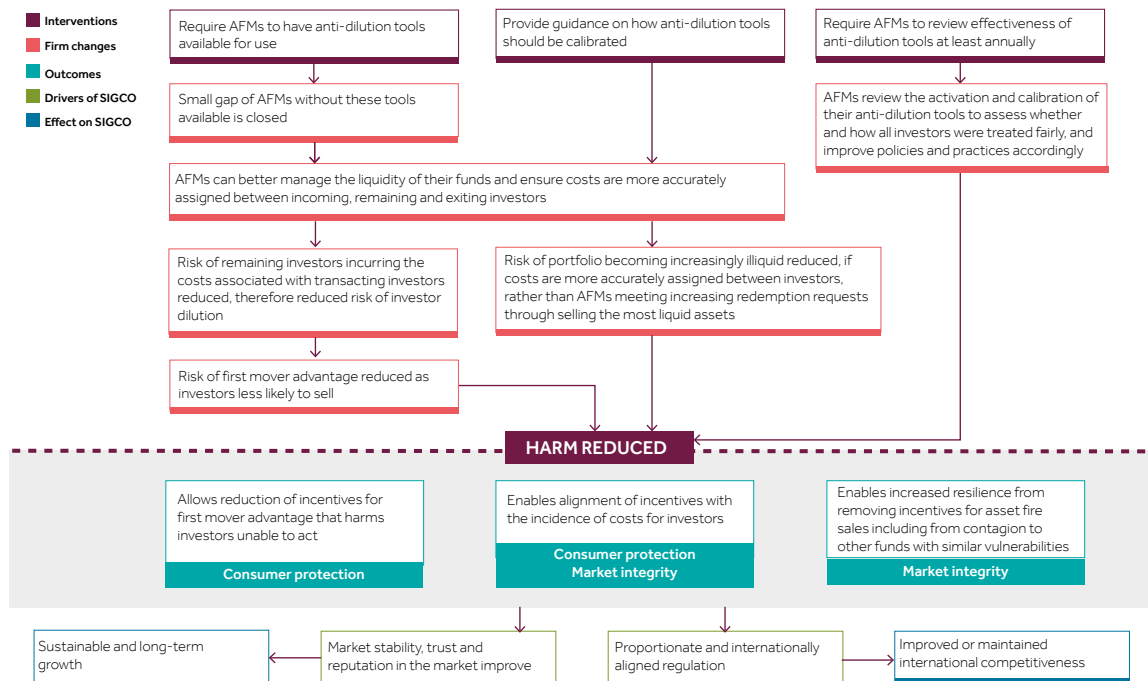 Interventions
Firm changes
Outcomes
Drivers of SIGCO
Effect on SIGCO
Require AFMs to have anti-dilution tools
available for use
Provide guidance on how anti-dilution tools
should be calibrated
Require AFMs to review effectiveness of
anti-dilution tools at least annually
Small gap of AFMs without these tools
available is closed
AFMs review the activation and calibration of
their anti-dilution tools to assess whether
and how all investors were treated fairly, and
improve policies and practices accordingly
AFMs can better manage the liquidity of their funds and ensure costs are more accurately
assigned between incoming, remaining and exiting investors
Risk of remaining investors incurring the
costs associated with transacting investors
reduced, therefore reduced risk of investor
dilution
Risk of portfolio becoming increasingly illiquid reduced, if
costs are more accurately assigned between investors,
rather than AFMs meeting increasing redemption requests
through selling the most liquid assets
Risk of first mover advantage reduced as
investors less likely to sell
HARM REDUCED
Allows reduction of incentives for
first mover advantage that harms
investors unable to act
Consumer protection
Enables alignment of incentives with
the incidence of costs for investors
Consumer protection
Market integrity
Enables increased resilience from
removing incentives for asset fire
sales including from contagion to
other funds with similar vulnerabilities
Market integrity
Sustainable and long-term
growth
Market stability, trust and
reputation in the market improve
Proportionate and internationally
aligned regulation
Improved or maintained
international competitiveness